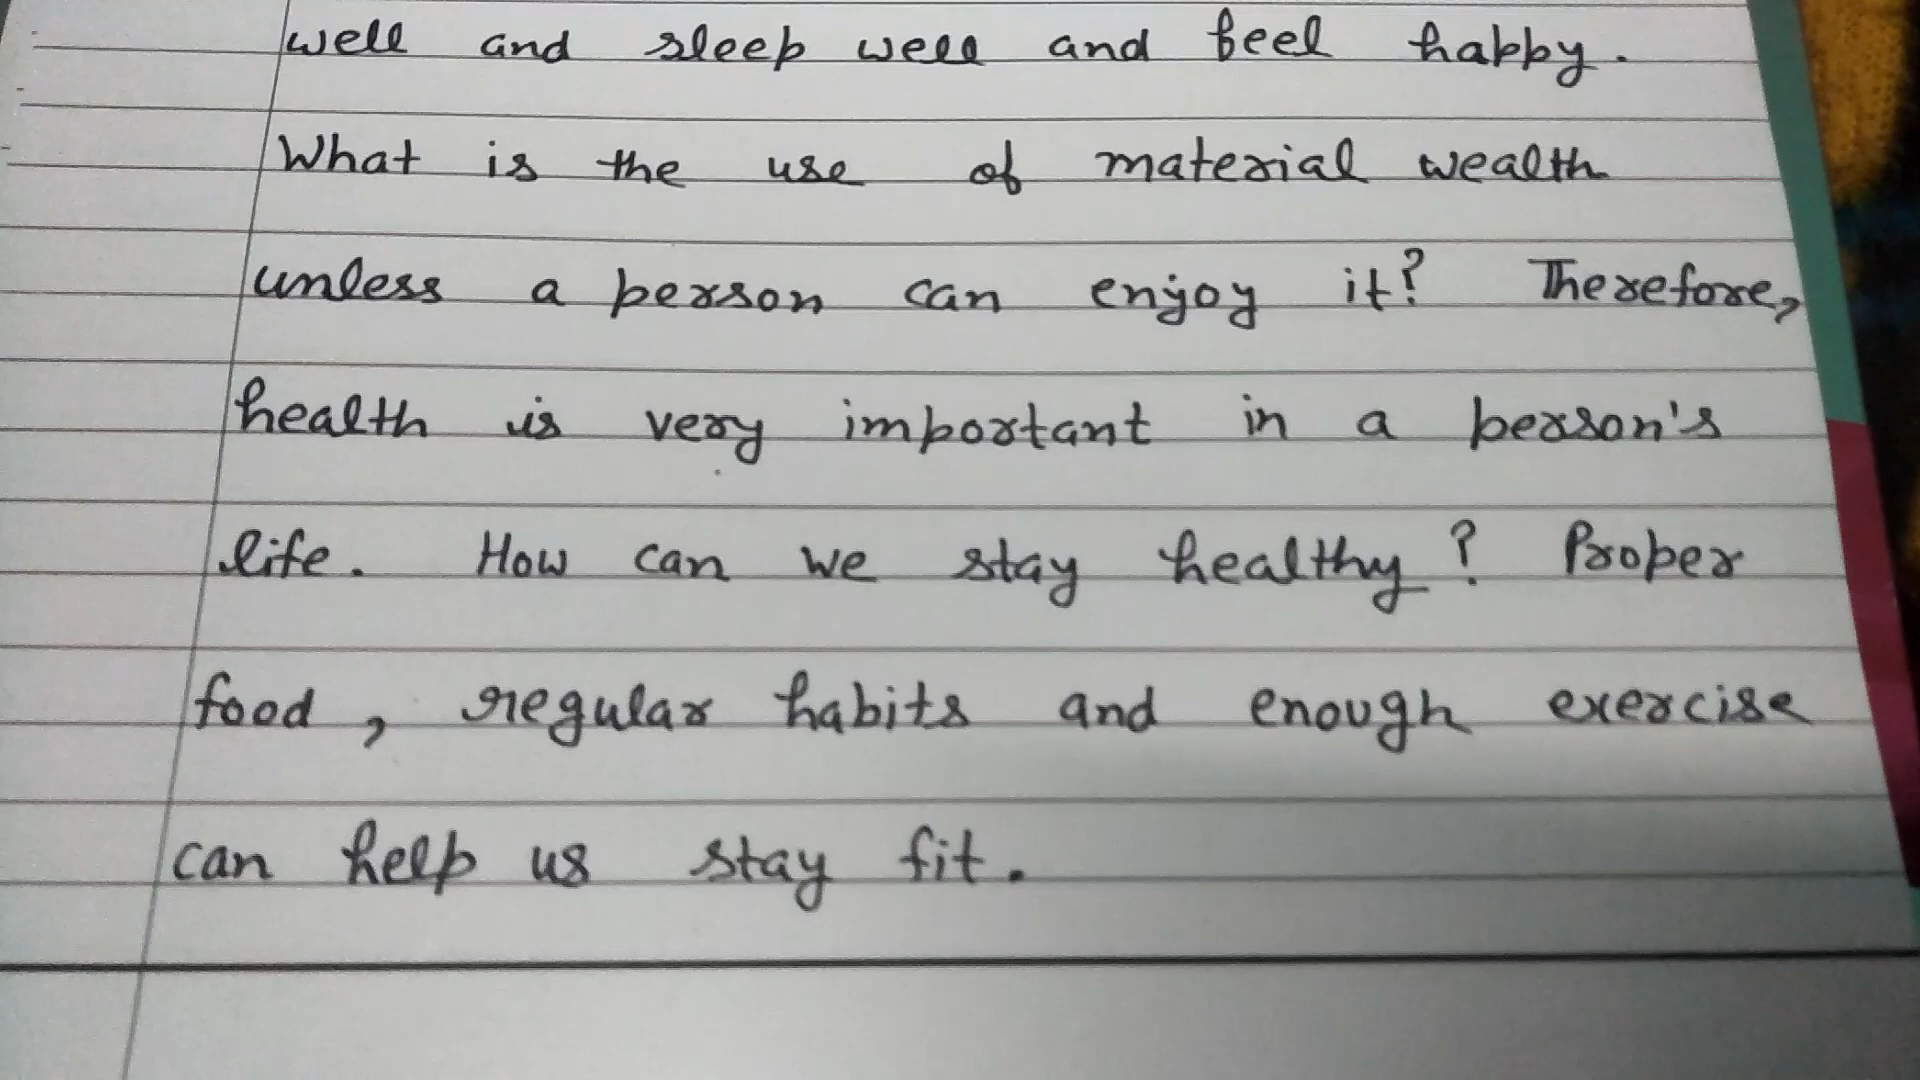 well and sleep well and feel happy.
What is the use of material wealth
unless a person can enjoy it? Therefore,
health is very important in a person's
life. How can we stay healthy? Proper
food, regular habits and enough exercise
can help us stay fit.